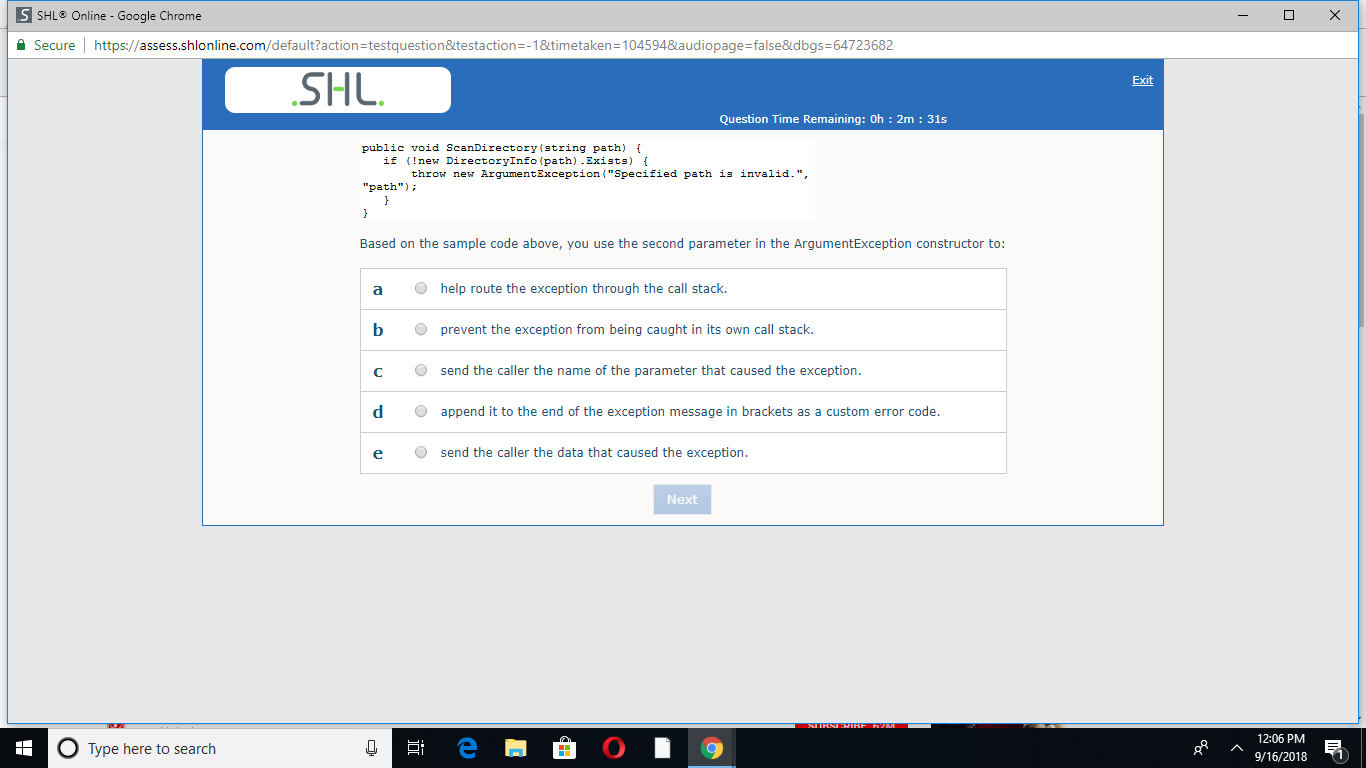 SHL® Online - Google Chrome
Secure https://assess.shlonline.com/default?action=testquestion&testaction=-1&timetaken=104594&audiopage=false&dbgs=64723682
.SHL.
Exit
Question Time Remaining: 0h : 2m : 31s
public void ScanDirectory(string path) {
if (!new DirectoryInfo(path).Exists) {
throw new ArgumentException("Specified path is invalid.",
"path");
}
}
Based on the sample code above, you use the second parameter in the ArgumentException constructor to:
a help route the exception through the call stack.
b prevent the exception from being caught in its own call stack.
c send the caller the name of the parameter that caused the exception.
d append it to the end of the exception message in brackets as a custom error code.
e send the caller the data that caused the exception.
Next
SUBSCRIBE 62M
Type here to search
12:06 PM
9/16/2018
1